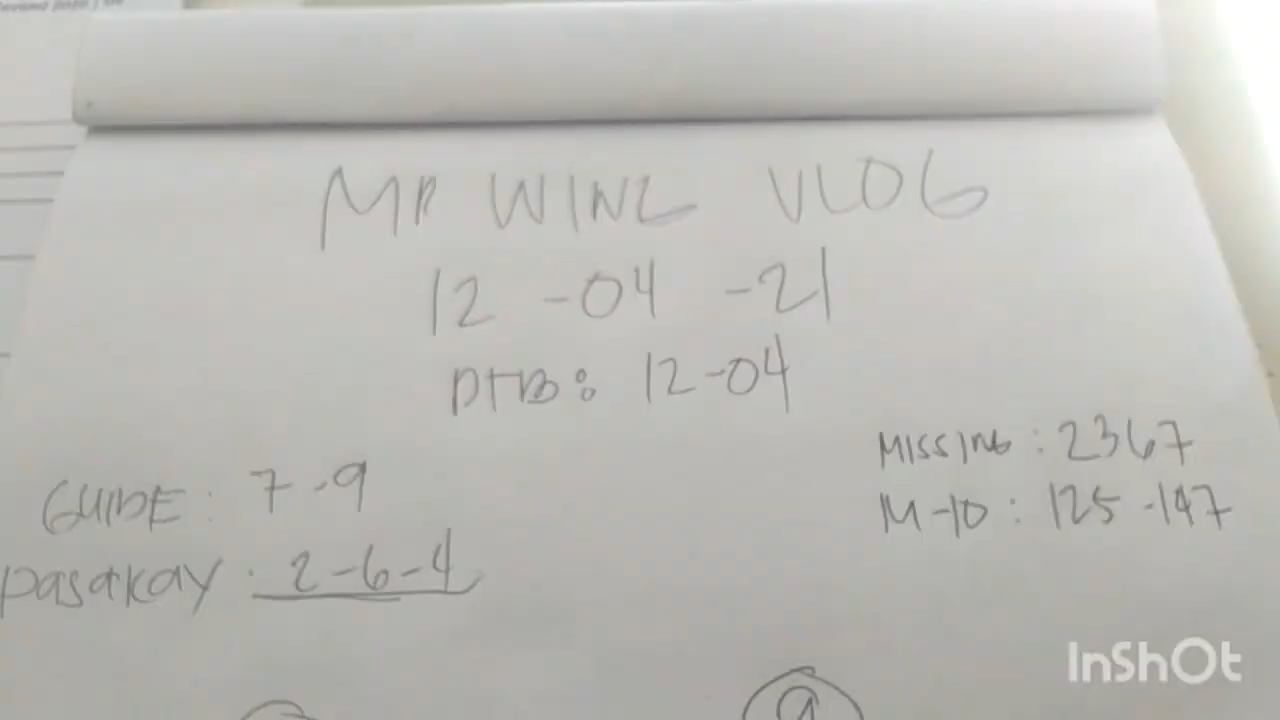 MR WING VLOG
12-04-21
DTB: 12-04
MISSING: 2367
GUIDE: 7-9
M-10: 125-147
Pasakay: 2-6-4
9
InShOt